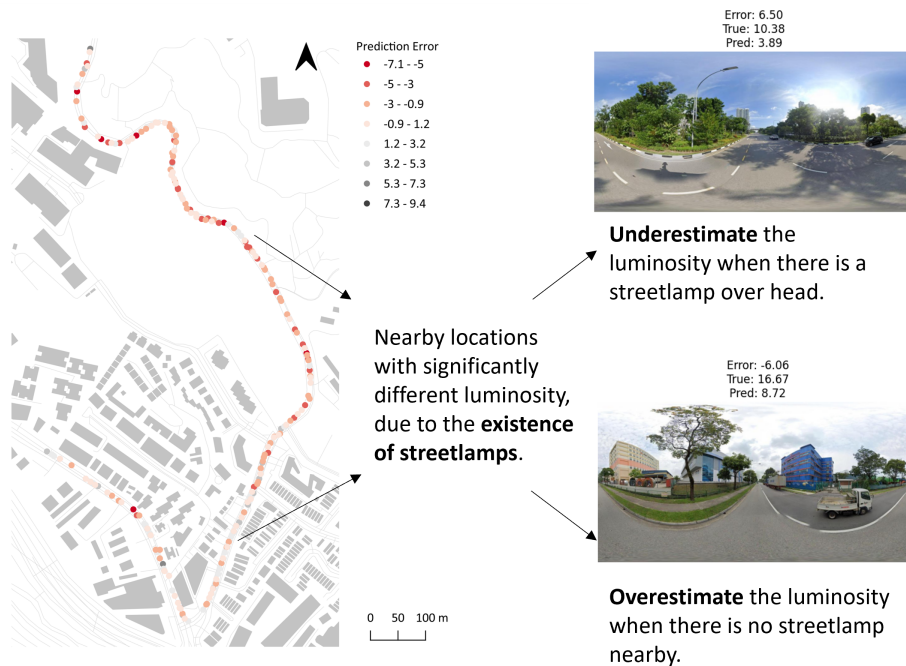 Prediction Error
-7.1 - -5
-5 - -3
-3 - -0.9
-0.9 - 1.2
1.2 - 3.2
3.2 - 5.3
5.3 - 7.3
7.3 - 9.4
Error: 6.50
True: 10.38
Pred: 3.89
Underestimate the
luminosity when there is a
streetlamp over head.
Nearby locations
with significantly
different luminosity,
due to the existence
of streetlamps.
Error: -6.06
True: 16.67
Pred: 8.72
Overestimate the luminosity
when there is no streetlamp
nearby.
0 50 100 m